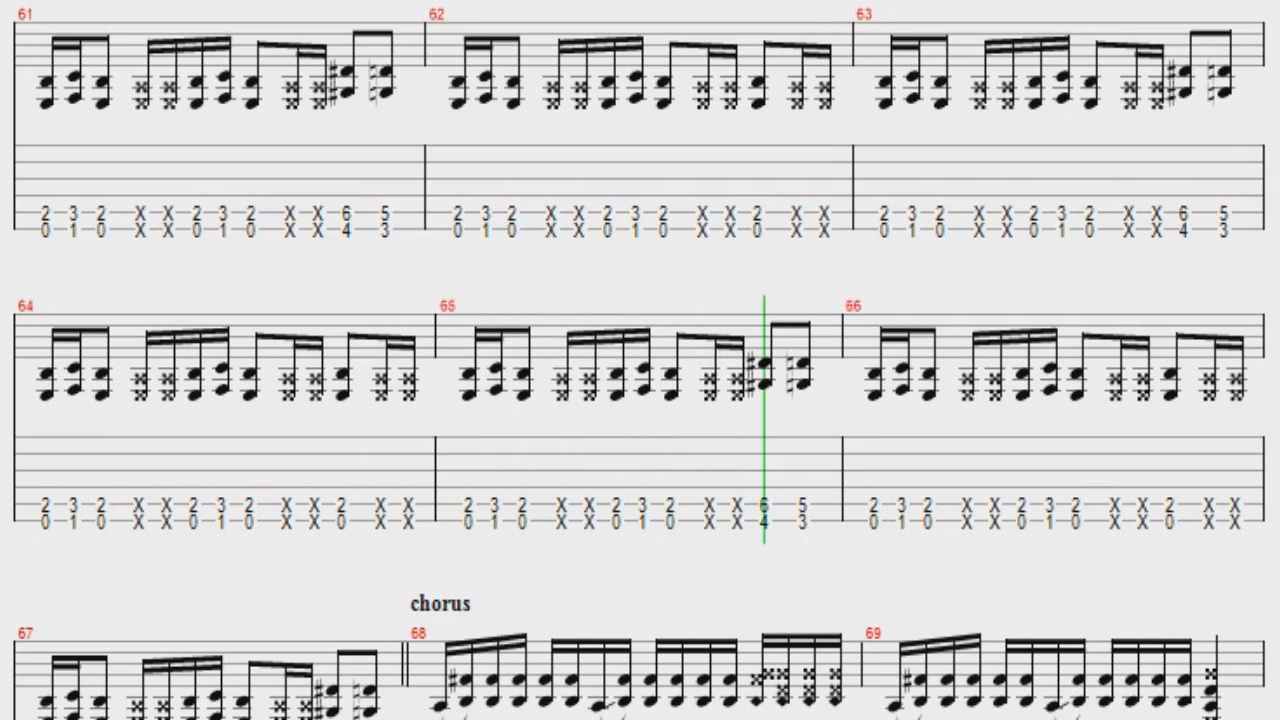 61 62 63
2 3 2 X X 2 3 2 X X 6 5 2 3 2 X X 2 3 2 X X 2 X X 2 3 2 X X 2 3 2 X X 6 5
0 1 0 X X 0 1 0 X X 4 3 0 1 0 X X 0 1 0 X X 0 X X 0 1 0 X X 0 1 0 X X 4 3
64 65 66
2 3 2 X X 2 3 2 X X 2 X X 2 3 2 X X 2 3 2 X X 6 5 2 3 2 X X 2 3 2 X X 2 X X
0 1 0 X X 0 1 0 X X 0 X X 0 1 0 X X 0 1 0 X X 4 3 0 1 0 X X 0 1 0 X X 0 X X
chorus
67 68 69